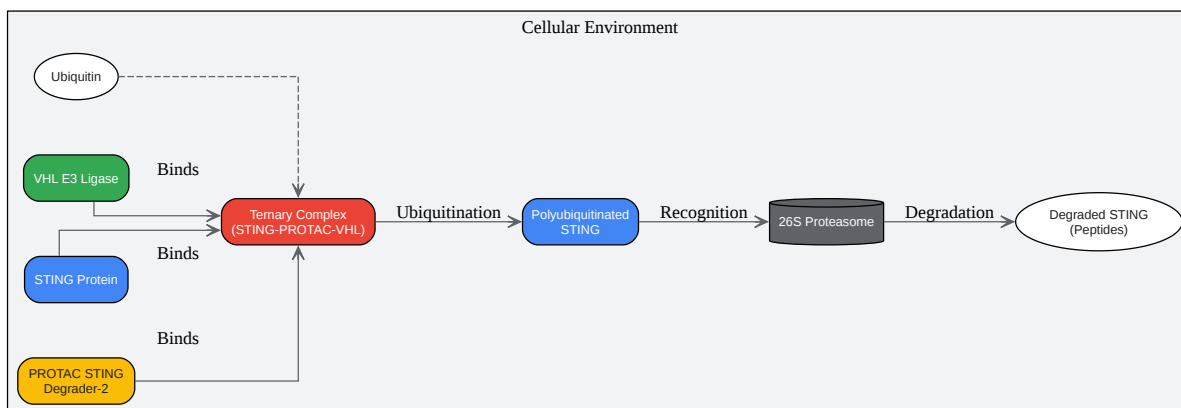 Cellular Environment
Ubiquitin
VHL E3 Ligase
Binds
STING Protein
Binds
PROTAC STING
Degrader-2
Binds
Ternary Complex
(STING-PROTAC-VHL)
Ubiquitination
Polyubiquitinated
STING
Recognition
26S Proteasome
Degradation
Degraded STING
(Peptides)